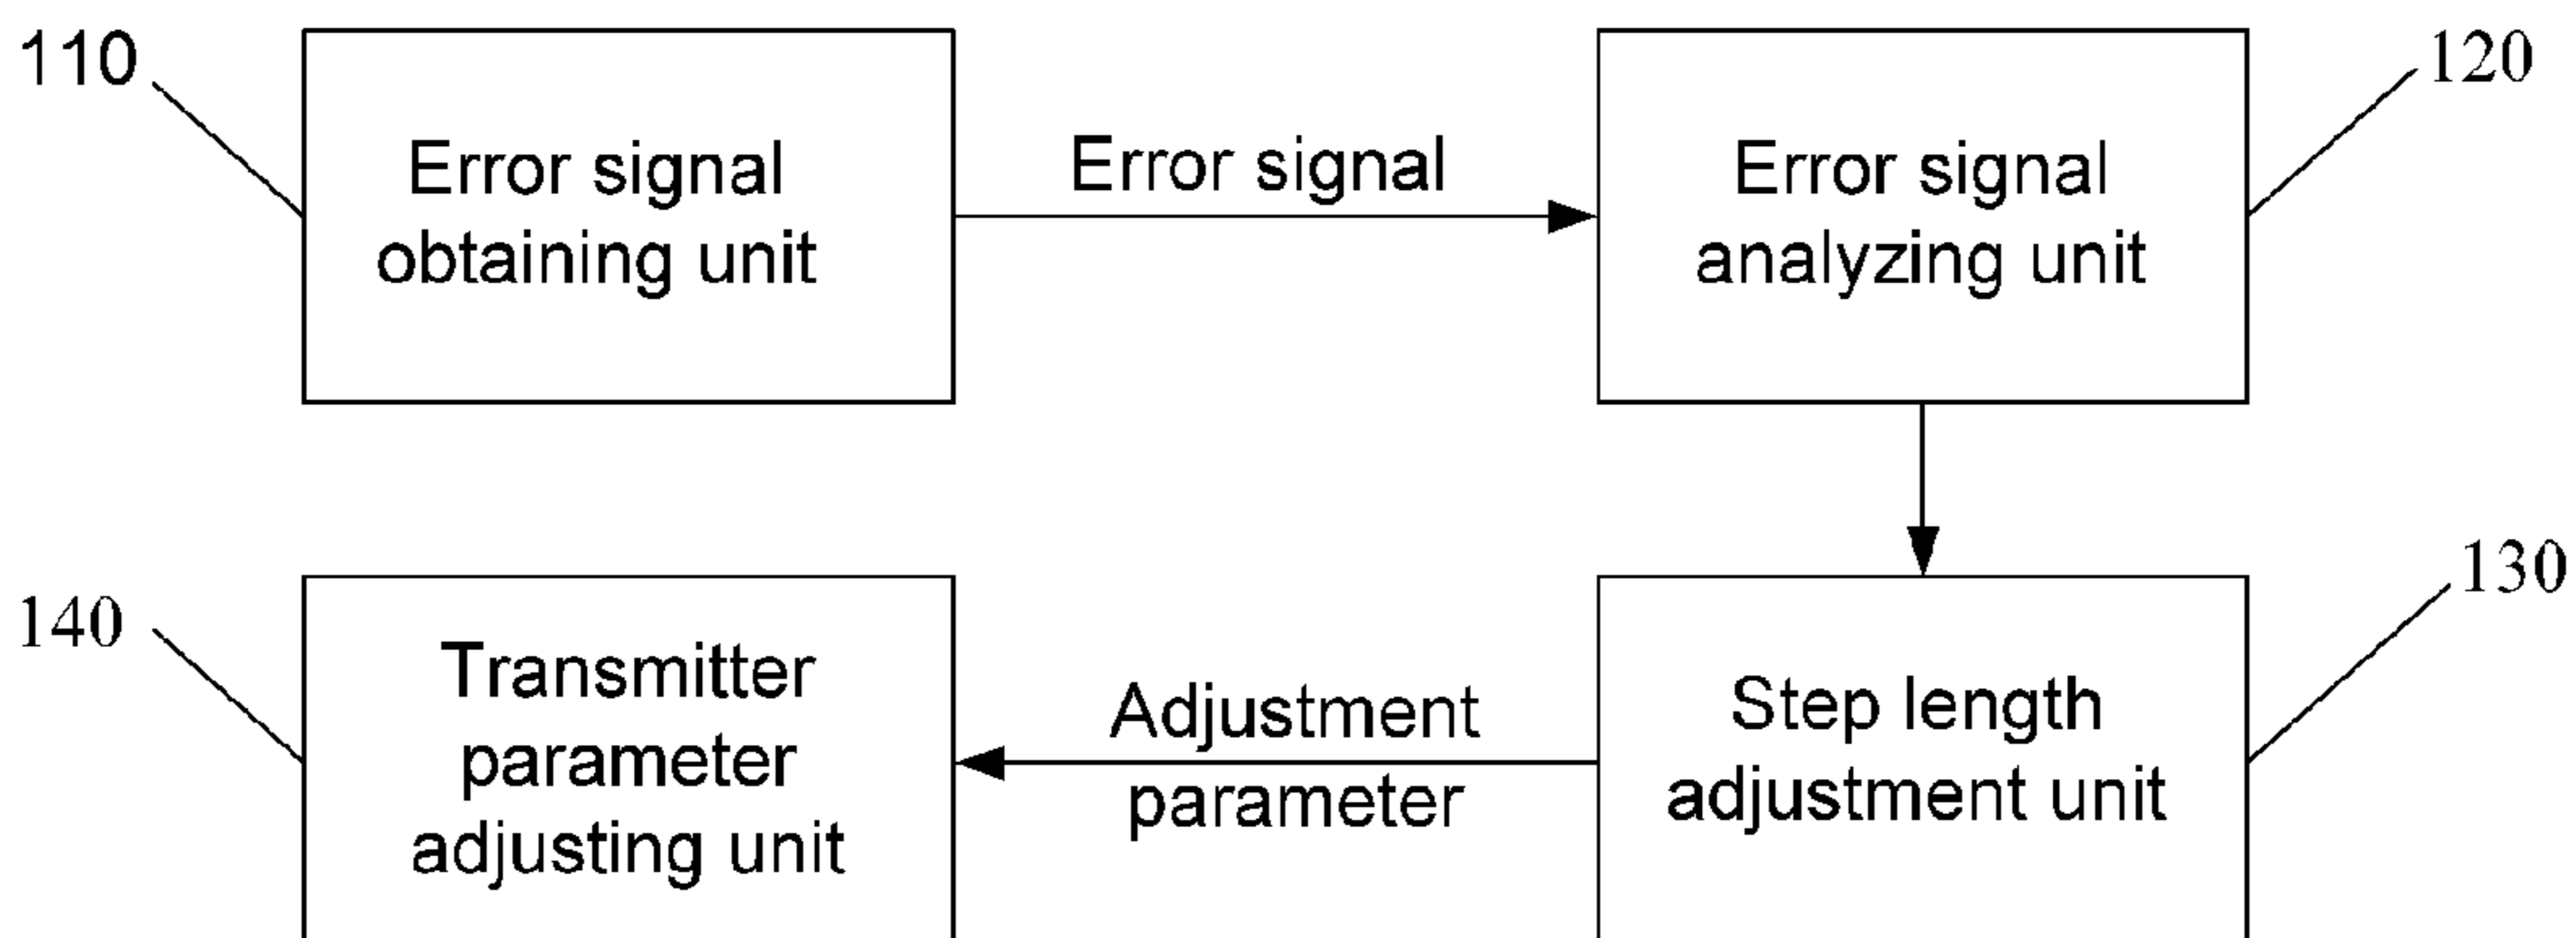 110
Error signal
obtaining unit
Error signal
Error signal
analyzing unit
120
140
Transmitter
parameter
adjusting unit
Adjustment
parameter
Step length
adjustment unit
130